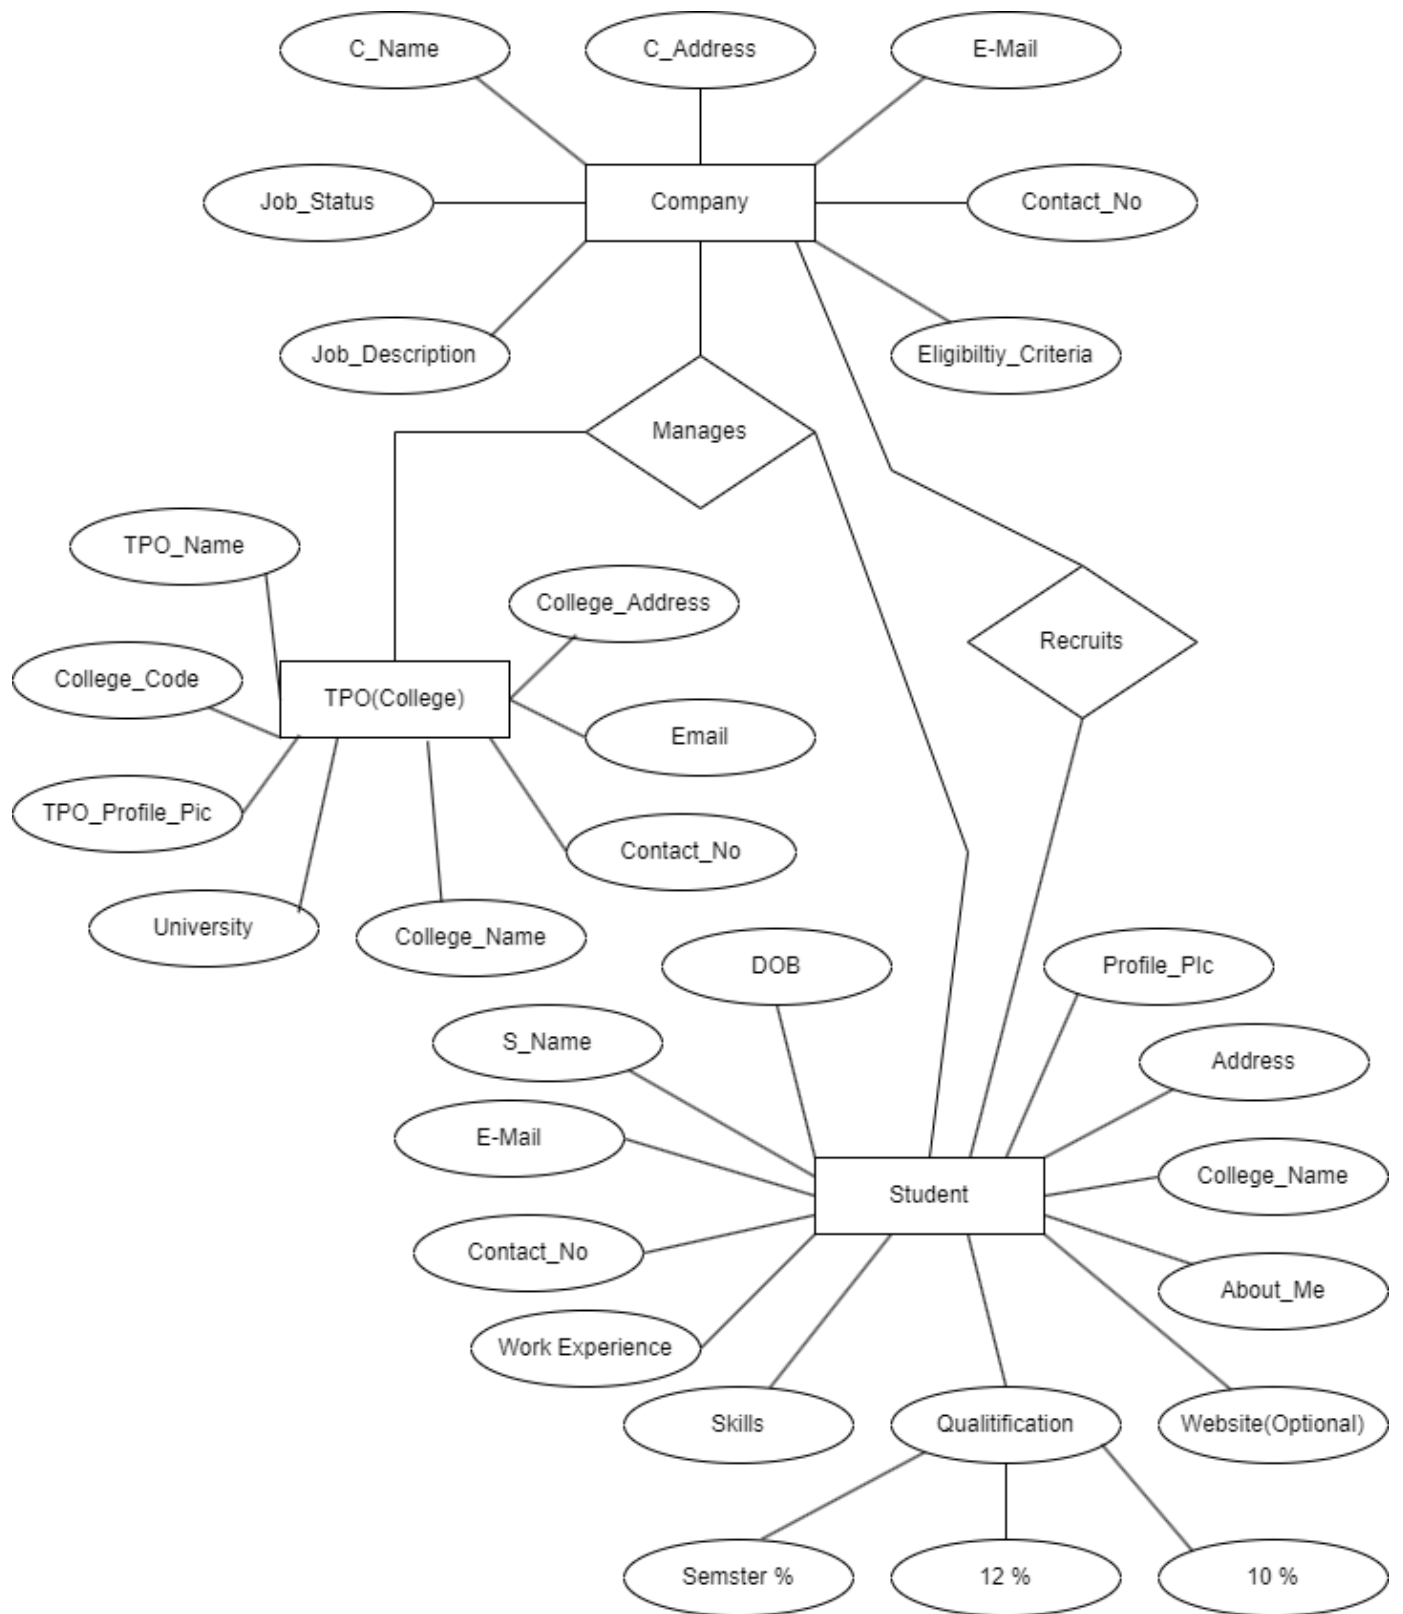 C_Name
C_Address
E-Mail
Job_Status
Company
Contact_No
Job_Description
Eligibiltiy_Criteria
Manages
TPO_Name
College_Address
Recruits
College_Code
TPO(College)
Email
TPO_Profile_Pic
Contact_No
University
College_Name
DOB
Profile_PIc
S_Name
Address
E-Mail
College_Name
Student
Contact_No
About_Me
Work Experience
Skills
Qualitification
Website(Optional)
Semster %
12 %
10 %